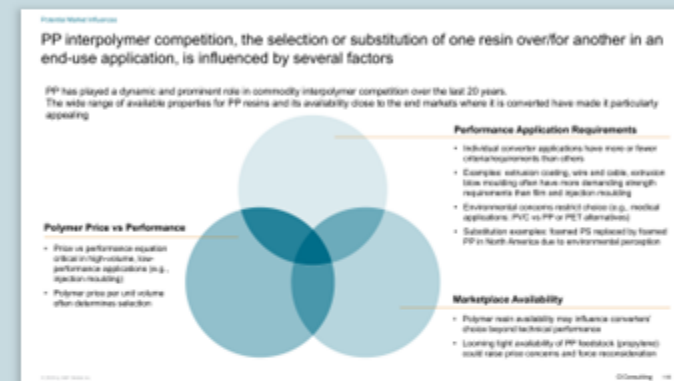 Potential Market Influences
PP interpolymer competition, the selection or substitution of one resin over/for another in an
end-use application, is influenced by several factors
PP has played a dynamic and prominent role in commodity interpolymer competition over the last 20 years.
The wide range of available properties for PP resins and its availability close to the end markets where it is converted have made it particularly
appealing
Performance Application Requirements
• Individual converter applications have more or fewer
criteria/requirements than others
• Examples: extrusion coating, wire and cable, extrusion
blow moulding often have more demanding strength
requirements than film and injection moulding
• Environmental concerns restrict choice (e.g., medical
applications: PVC vs PP or PET alternatives)
• Substitution examples: foamed PS replaced by foamed
PP in North America due to environmental perception
Polymer Price vs Performance
• Price vs performance equation
critical in high-volume, low-
performance applications (e.g.,
injection moulding)
• Polymer price per unit volume
often determines selection
Marketplace Availability
• Polymer resin availability may influence converters'
choice beyond technical performance
• Looming tight availability of PP feedstock (propylene)
could raise price concerns and force reconsideration
Consulting